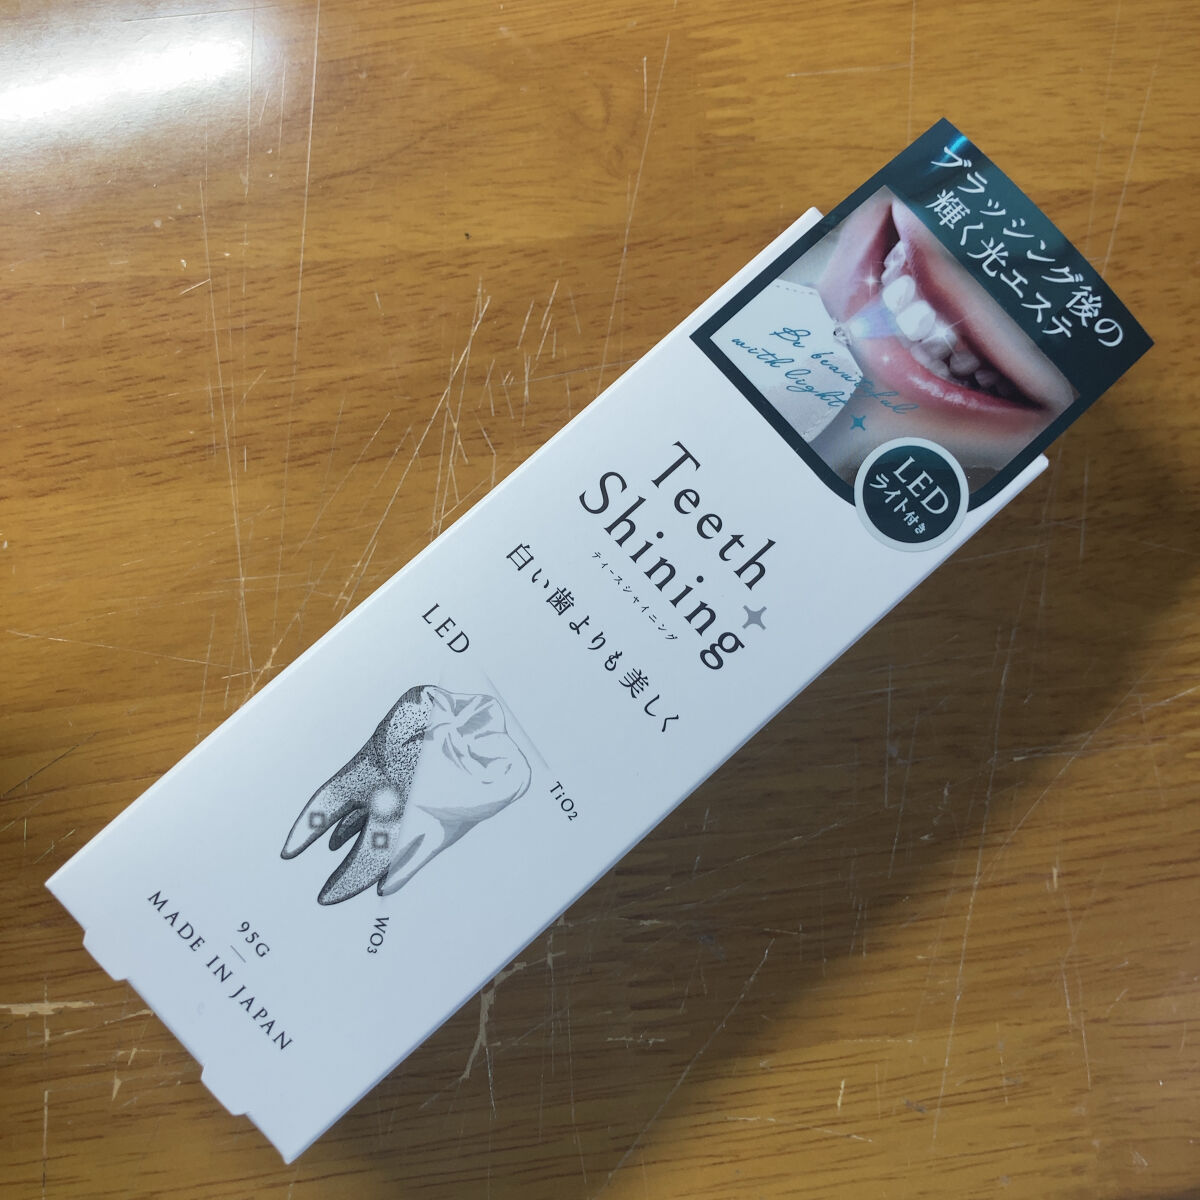 ブラッシング後の
輝く光エステ
Be beautiful
with light
LED
ライト付き
Teeth
Shining
ティースシャイニング
白い歯よりも美しく
LED
TiO2
WO3
95G
MADE IN JAPAN